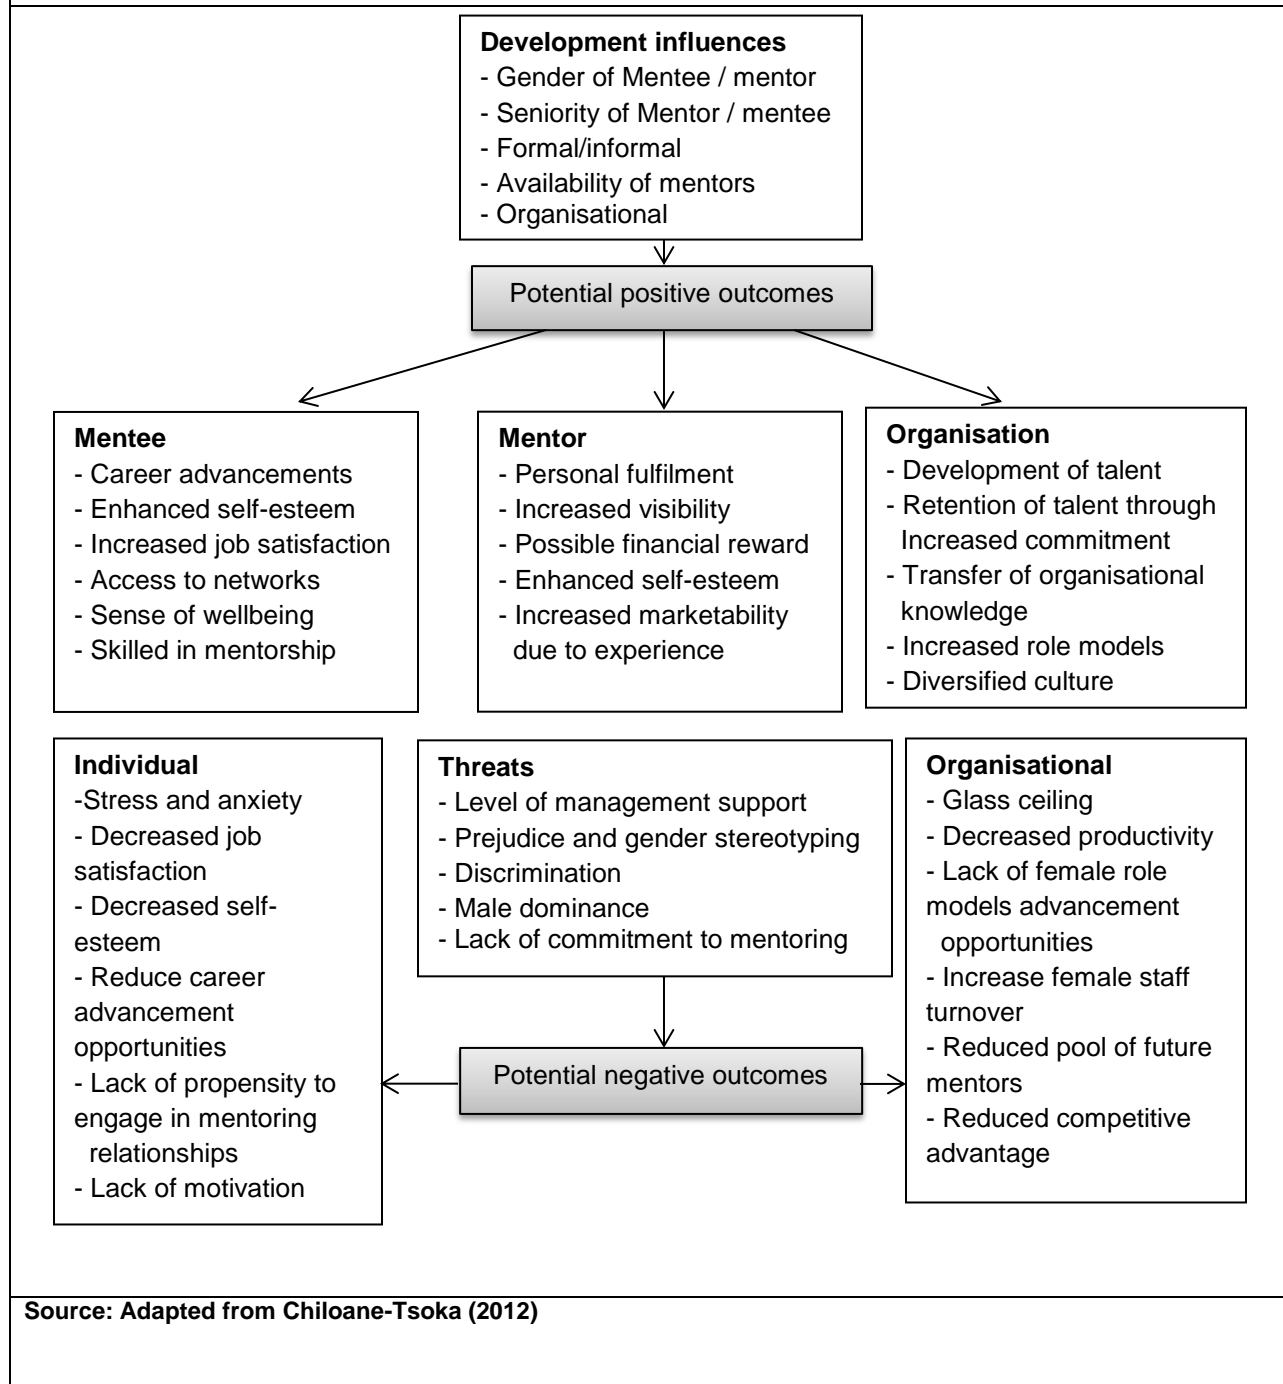 Development influences
- Gender of Mentee / mentor
- Seniority of Mentor / mentee
- Formal/informal
- Availability of mentors
- Organisational
Potential positive outcomes
Mentee
- Career advancements
- Enhanced self-esteem
- Increased job satisfaction
- Access to networks
- Sense of wellbeing
- Skilled in mentorship
Mentor
- Personal fulfilment
- Increased visibility
- Possible financial reward
- Enhanced self-esteem
- Increased marketability
due to experience
Organisation
- Development of talent
- Retention of talent through
Increased commitment
- Transfer of organisational
knowledge
- Increased role models
- Diversified culture
Individual
-Stress and anxiety
- Decreased job
satisfaction
- Decreased self-
esteem
- Reduce career
advancement
opportunities
- Lack of propensity to
engage in mentoring
relationships
- Lack of motivation
Threats
- Level of management support
- Prejudice and gender stereotyping
- Discrimination
- Male dominance
- Lack of commitment to mentoring
Potential negative outcomes
Organisational
- Glass ceiling
- Decreased productivity
- Lack of female role
models advancement
opportunities
- Increase female staff
turnover
- Reduced pool of future
mentors
- Reduced competitive
advantage
Source: Adapted from Chiloane-Tsoka (2012)